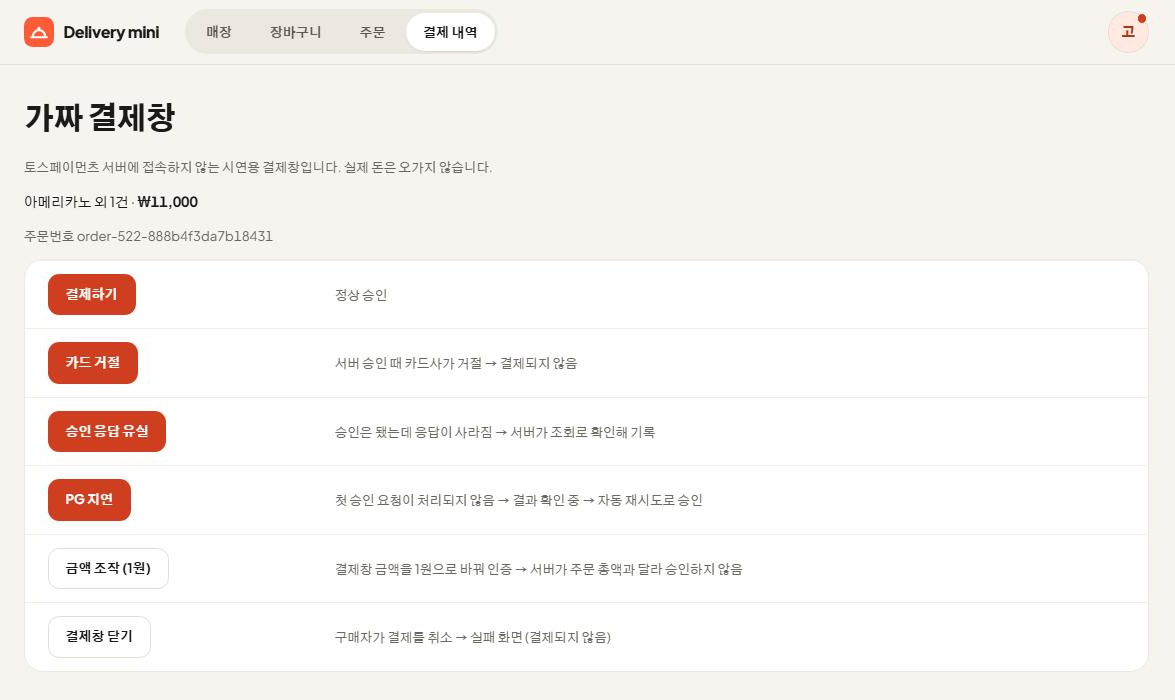 Delivery mini
매장
장바구니
주문
결제 내역
고
가짜 결제창
토스페이먼츠 서버에 접속하지 않는 시연용 결제창입니다. 실제 돈은 오가지 않습니다.
아메리카노 외 1건 · ₩11,000
주문번호 order-522-888b4f3da7b18431
결제하기 정상 승인
카드 거절 서버 승인 때 카드사가 거절 → 결제되지 않음
승인 응답 유실 승인은 됐는데 응답이 사라짐 → 서버가 조회로 확인해 기록
PG 지연 첫 승인 요청이 처리되지 않음 → 결과 확인 중 → 자동 재시도로 승인
금액 조작 (1원) 결제창 금액을 1원으로 바꿔 인증 → 서버가 주문 총액과 달라 승인하지 않음
결제창 닫기 구매자가 결제를 취소 → 실패 화면 (결제되지 않음)